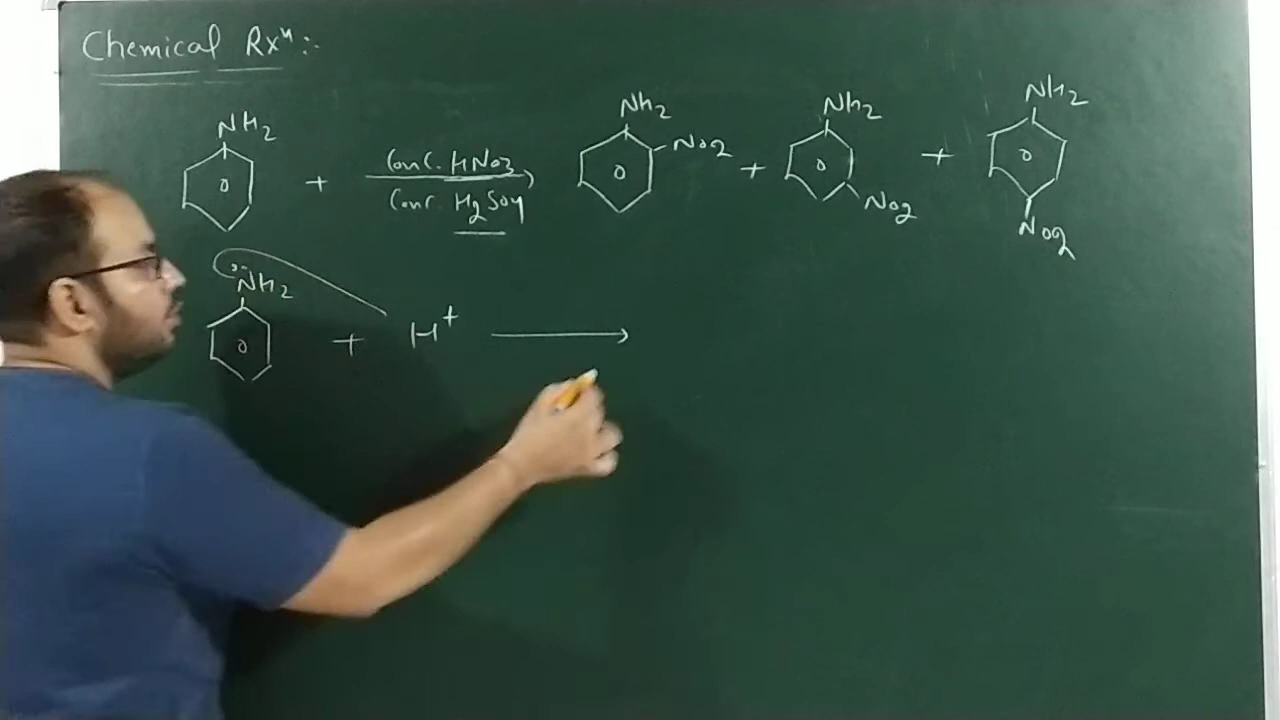 Chemical Rxⁿ :-
NH2 + Conc. HNO3 Conc. H2SO4 → NH2 NO2 + NH2 NO2 + NH2 NO2
NH2 + H+ →